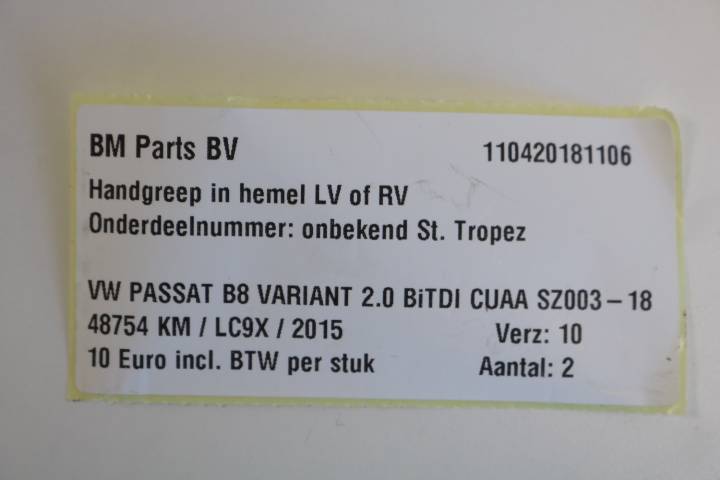 BM Parts BV 110420181106
Handgreep in hemel LV of RV
Onderdeelnummer: onbekend St. Tropez
VW PASSAT B8 VARIANT 2.0 BiTDI CUAA SZ003-18
48754 KM / LC9X / 2015 Verz: 10
10 Euro incl. BTW per stuk Aantal: 2